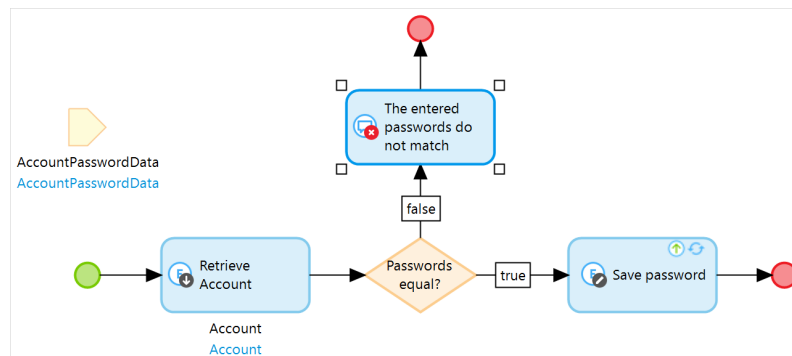 The entered
passwords do
not match
AccountPasswordData
AccountPasswordData
false
Retrieve
Account
Passwords
equal?
true
Save password
Account
Account